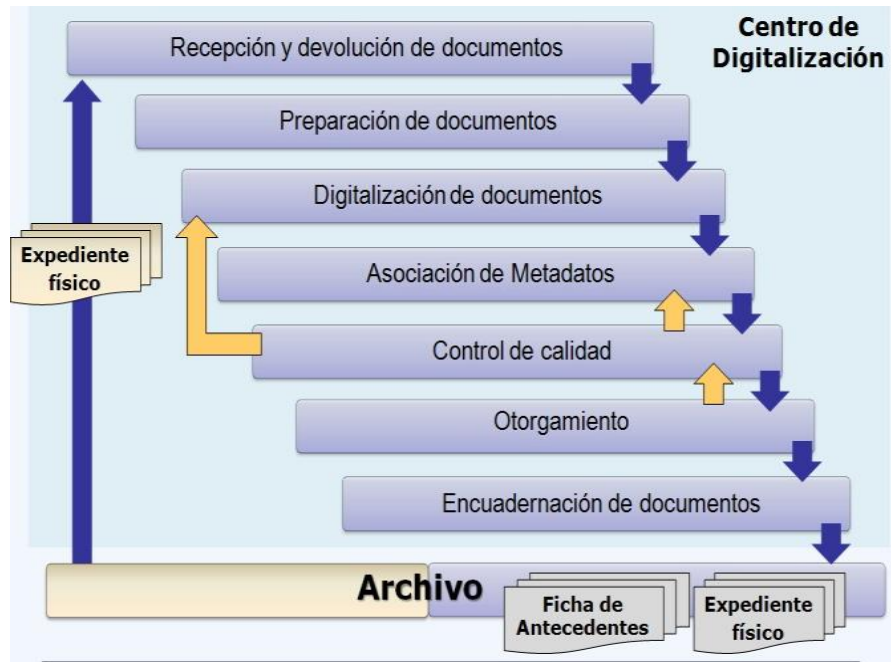 Centro de
Digitalización
Recepción y devolución de documentos
Preparación de documentos
Digitalización de documentos
Expediente
físico
Asociación de Metadatos
Control de calidad
Otorgamiento
Encuadernación de documentos
Archivo
Ficha de
Antecedentes
Expediente
físico